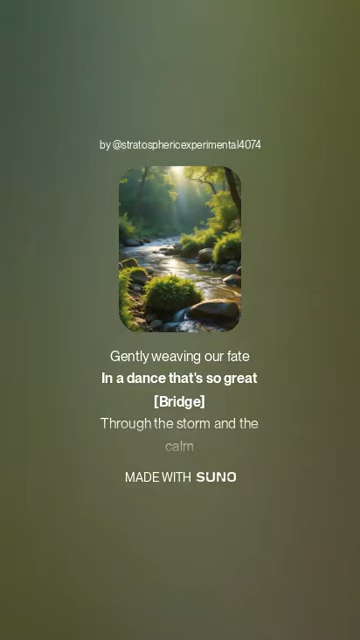 by @stratosphericexperimental4074
Gently weaving our fate
In a dance that's so great
[Bridge]
Through the storm and the
calm
MADE WITH SUNO